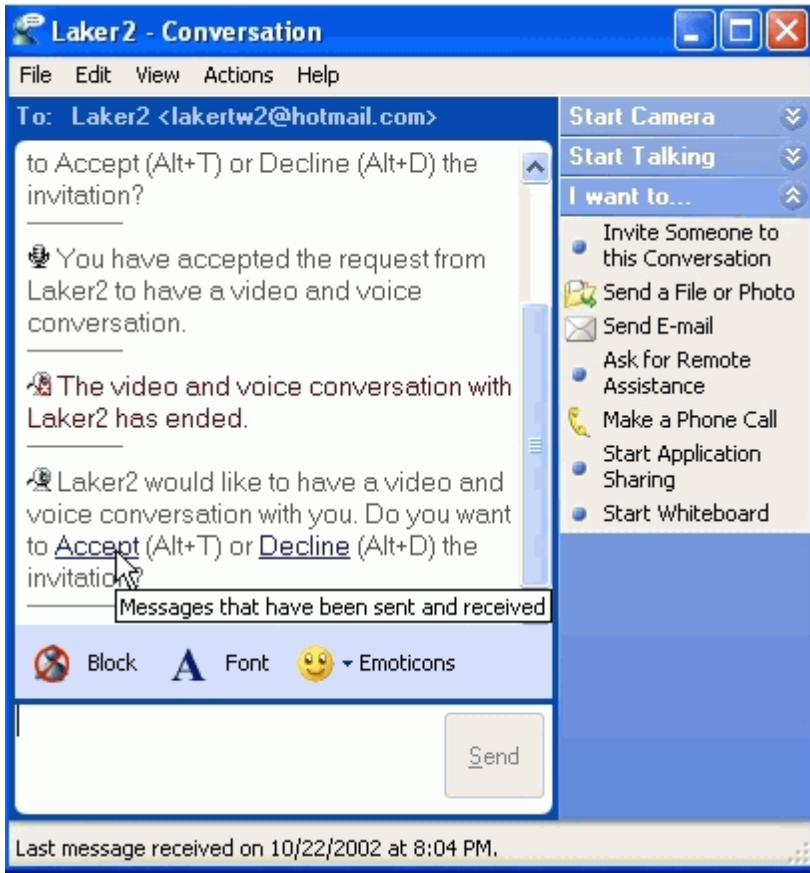 Laker2 - Conversation
File Edit View Actions Help
To: Laker2 <lakertw2@hotmail.com>
to Accept (Alt+T) or Decline (Alt+D) the
invitation?
You have accepted the request from
Laker2 to have a video and voice
conversation.
The video and voice conversation with
Laker2 has ended.
Laker2 would like to have a video and
voice conversation with you. Do you want
to Accept (Alt+T) or Decline (Alt+D) the
invitation?
Messages that have been sent and received
Block Font Emoticons
Send
Start Camera
Start Talking
I want to...
Invite Someone to
this Conversation
Send a File or Photo
Send E-mail
Ask for Remote
Assistance
Make a Phone Call
Start Application
Sharing
Start Whiteboard
Last message received on 10/22/2002 at 8:04 PM.